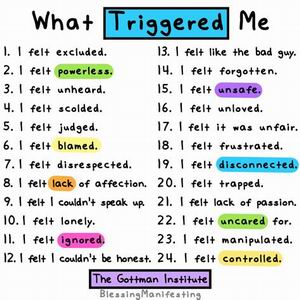 What Triggered Me
1. I felt excluded.
2. I felt powerless.
3. I felt unheard.
4. I felt scolded.
5. I felt judged.
6. I felt blamed.
7. I felt disrespected.
8. I felt lack of affection.
9. I felt I couldn't speak up.
10. I felt lonely.
11. I felt ignored.
12. I felt I couldn't be honest.
13. I felt like the bad guy.
14. I felt forgotten.
15. I felt unsafe.
16. I felt unloved.
17. I felt it was unfair.
18. I felt frustrated.
19. I felt disconnected.
20. I felt trapped.
21. I felt lack of passion.
22. I felt uncared for.
23. I felt manipulated.
24. I felt controlled.
The Gottman Institute
BlessingManifesting